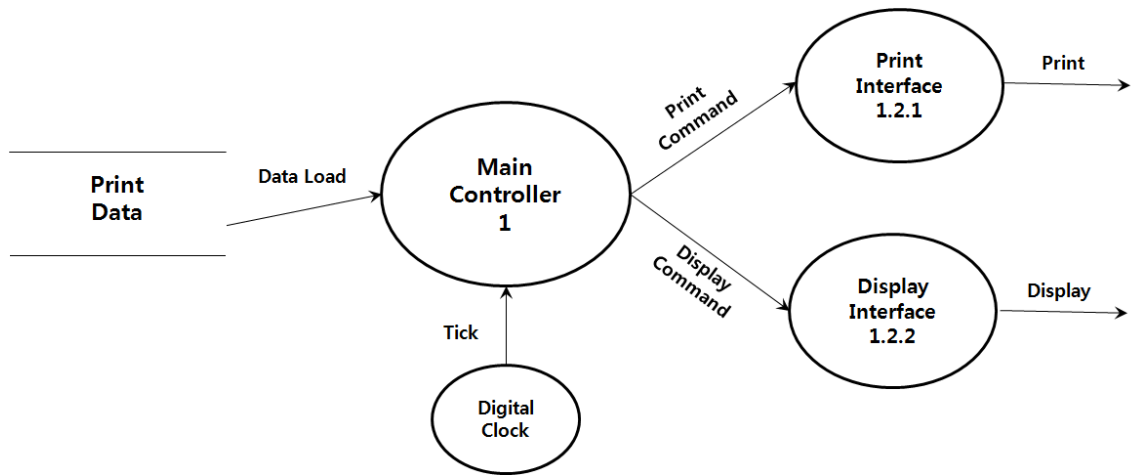 Print
Data
Data Load
Main
Controller
1
Tick
Digital
Clock
Print
Command
Display
Command
Print
Interface
1.2.1
Print
Display
Interface
1.2.2
Display